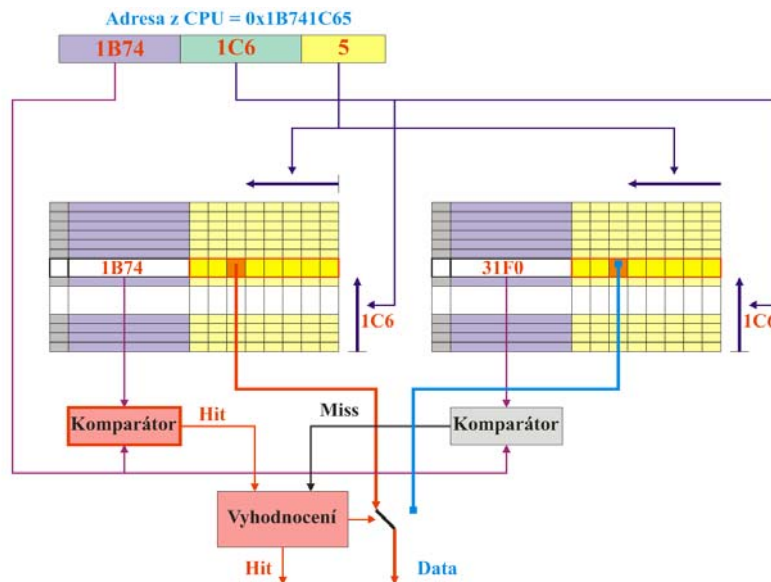 Adresa z CPU = 0x1B741C65
1B74 1C6 5
1B74 31F0
1C6 1C6
Hit Miss
Komparátor Komparátor
Vyhodnocení
Hit Data